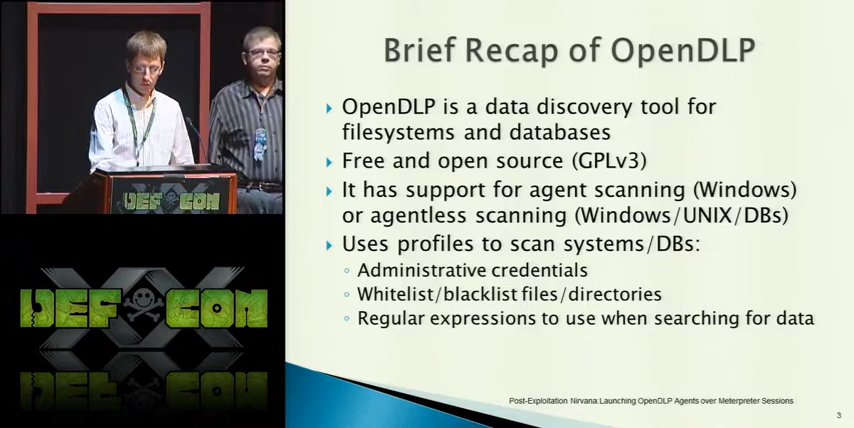 Brief Recap of OpenDLP
OpenDLP is a data discovery tool for
filesystems and databases
Free and open source (GPLv3)
It has support for agent scanning (Windows)
or agentless scanning (Windows/UNIX/DBs)
Uses profiles to scan systems/DBs:
Administrative credentials
Whitelist/blacklist files/directories
Regular expressions to use when searching for data
Post-Exploitation Nirvana:Launching OpenDLP Agents over Meterpreter Sessions
3
DEF CON
XX
DEF CON
DEF CON